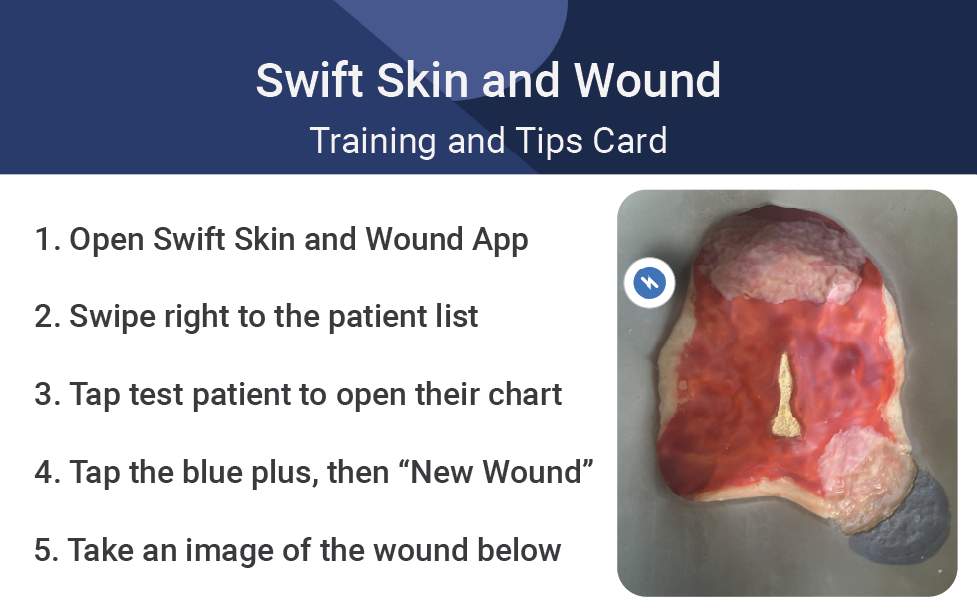 Swift Skin and Wound
Training and Tips Card
1. Open Swift Skin and Wound App
2. Swipe right to the patient list
3. Tap test patient to open their chart
4. Tap the blue plus, then “New Wound”
5. Take an image of the wound below